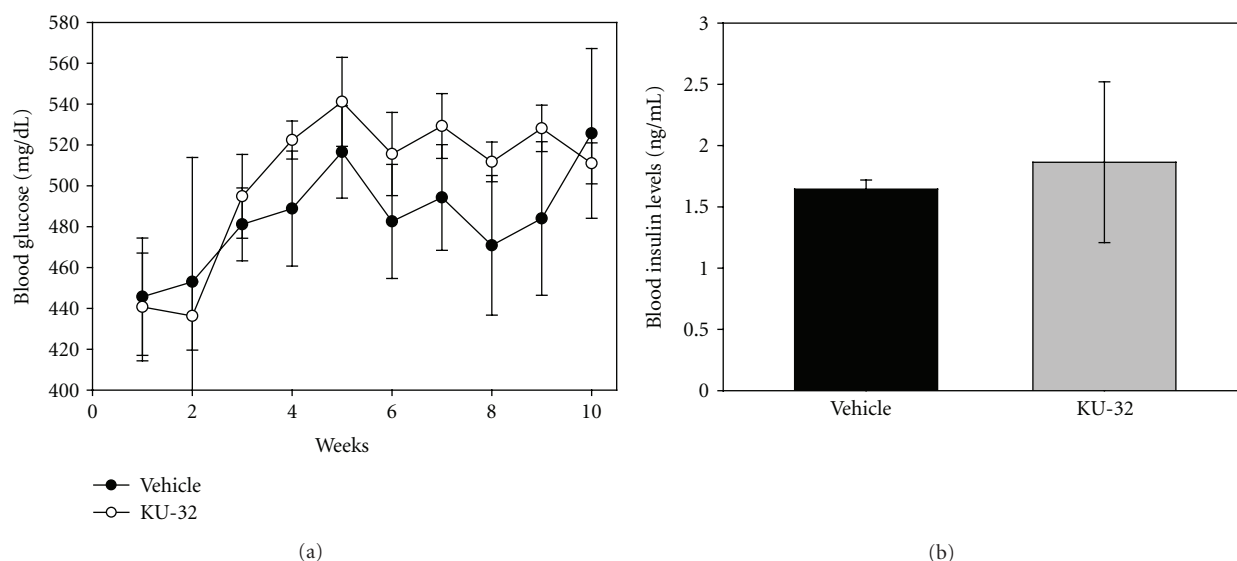 580
560
540
520
500
480
460
440
420
400
Blood glucose (mg/dL)
0 2 4 6 8 10
Weeks
Vehicle
KU-32
(a)
3
2.5
2
1.5
1
0.5
0
Blood insulin levels (ng/mL)
Vehicle KU-32
(b)